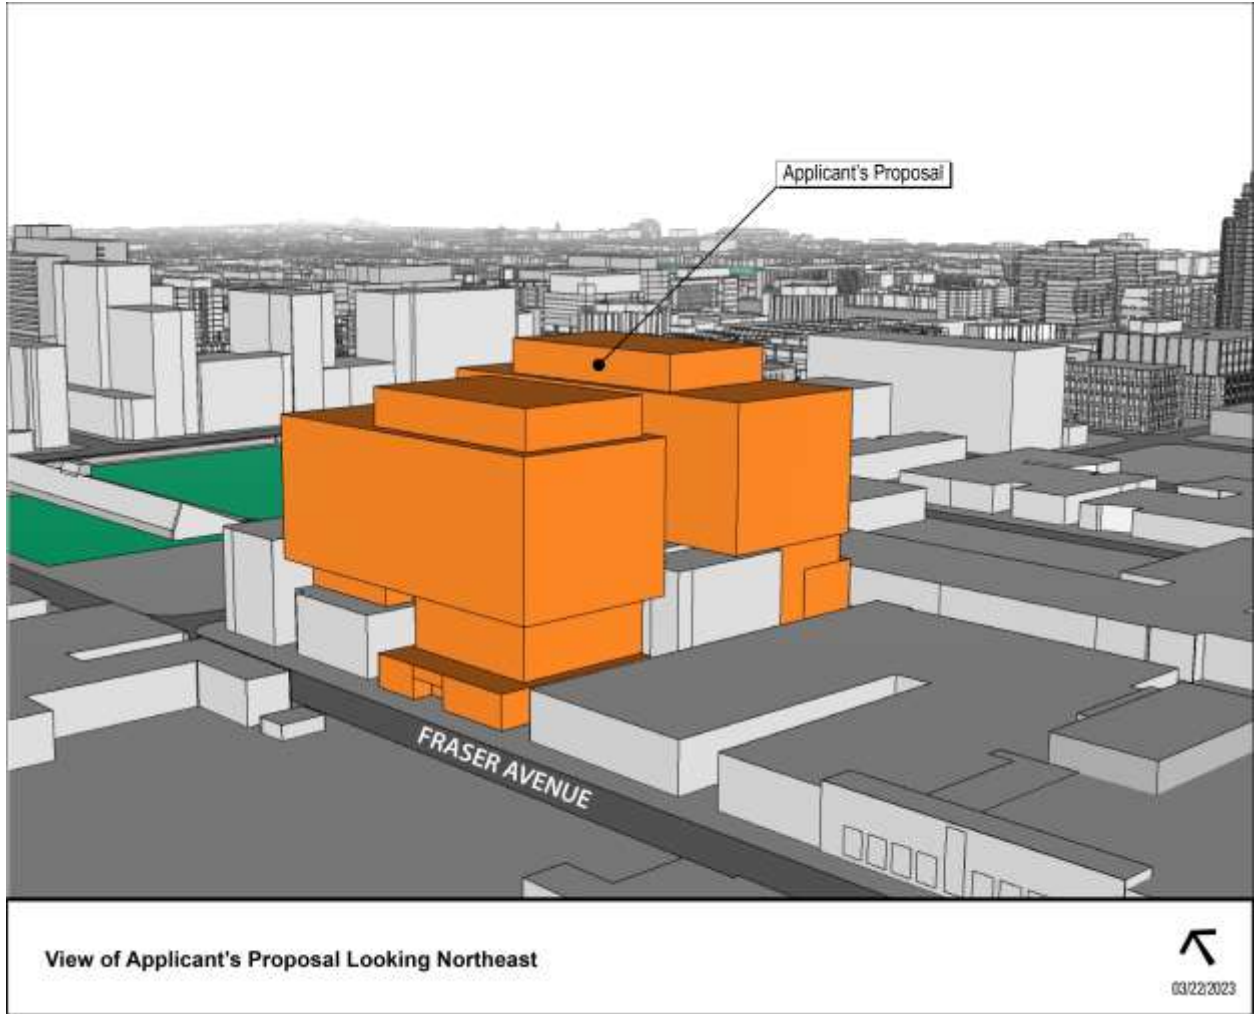 Applicant's Proposal
FRASER AVENUE
View of Applicant's Proposal Looking Northeast
03/22/2023